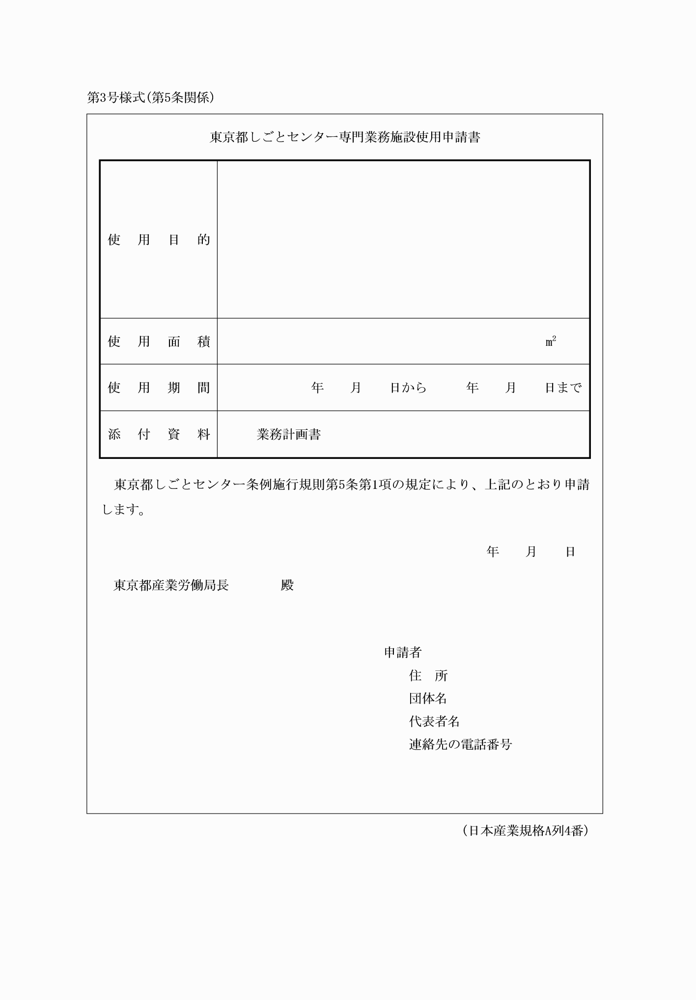 第3号様式(第5条関係)
東京都しごとセンター専門業務施設使用申請書
使用目的
使用面積 m²
使用期間 年 月 日から 年 月 日まで
添付資料 業務計画書
東京都しごとセンター条例施行規則第5条第1項の規定により、上記のとおり申請
します。
年 月 日
東京都産業労働局長 殿
申請者
住 所
団体名
代表者名
連絡先の電話番号
(日本産業規格A列4番)